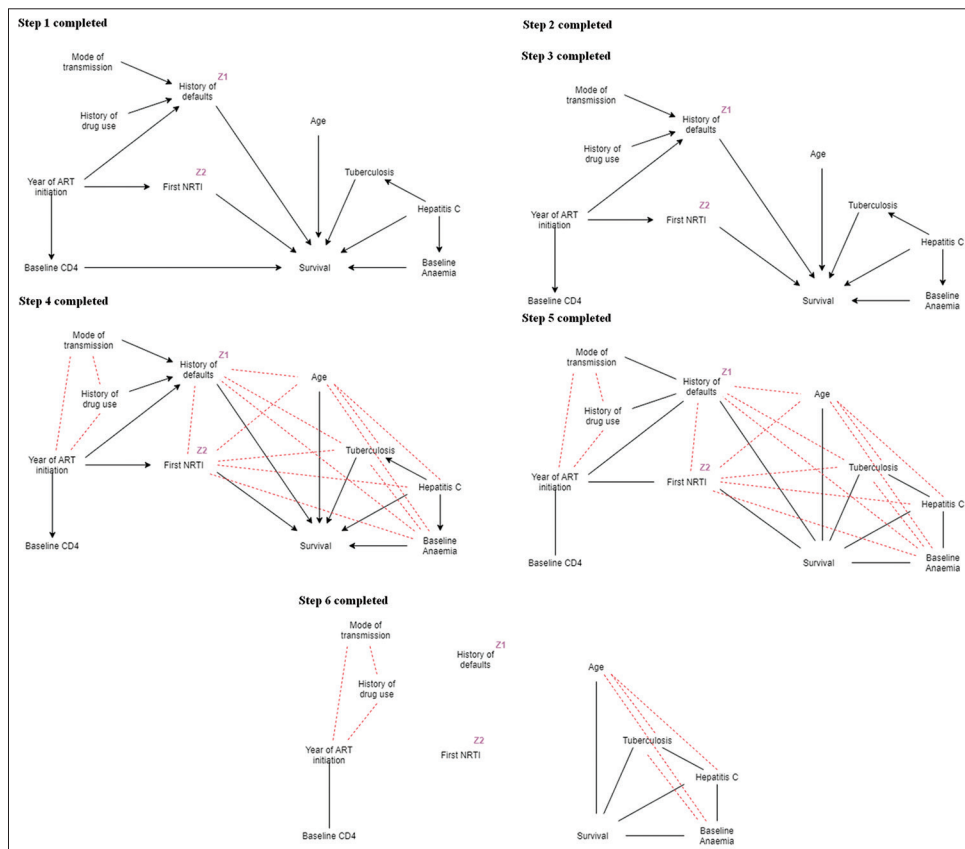 Step 1 completed
Mode of
transmission
Z1
History of
defaults
History of
drug use
Age
Year of ART
initiation
Z2
First NRTI
Tuberculosis
Hepatitis C
Baseline CD4
Survival
Baseline
Anaemia
Step 2 completed
Step 3 completed
Mode of
transmission
Z1
History of
defaults
History of
drug use
Age
Year of ART
initiation
Z2
First NRTI
Tuberculosis
Hepatitis C
Baseline CD4
Survival
Baseline
Anaemia
Step 4 completed
Mode of
transmission
Z1
History of
defaults
History of
drug use
Age
Year of ART
initiation
Z2
First NRTI
Tuberculosis
Hepatitis C
Baseline CD4
Survival
Baseline
Anaemia
Step 5 completed
Mode of
transmission
Z1
History of
defaults
History of
drug use
Age
Year of ART
initiation
Z2
First NRTI
Tuberculosis
Hepatitis C
Baseline CD4
Survival
Baseline
Anaemia
Step 6 completed
Mode of
transmission
Z1
History of
defaults
History of
drug use
Age
Year of ART
initiation
Z2
First NRTI
Tuberculosis
Hepatitis C
Baseline CD4
Survival
Baseline
Anaemia